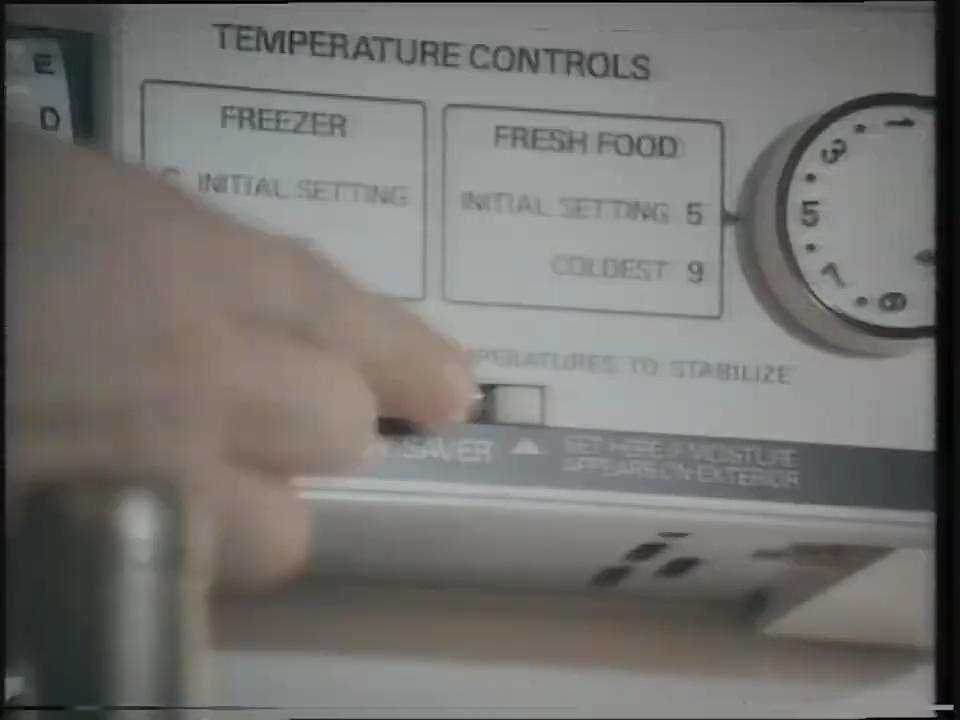 TEMPERATURE CONTROLS
E
D
FREEZER
C INITIAL SETTING
FRESH FOOD
INITIAL SETTING 5
COLDEST 9
1
3
5
7
9
TO STABILIZE
SAVER
SET HERE IF MOISTURE
APPEARS ON EXTERIOR